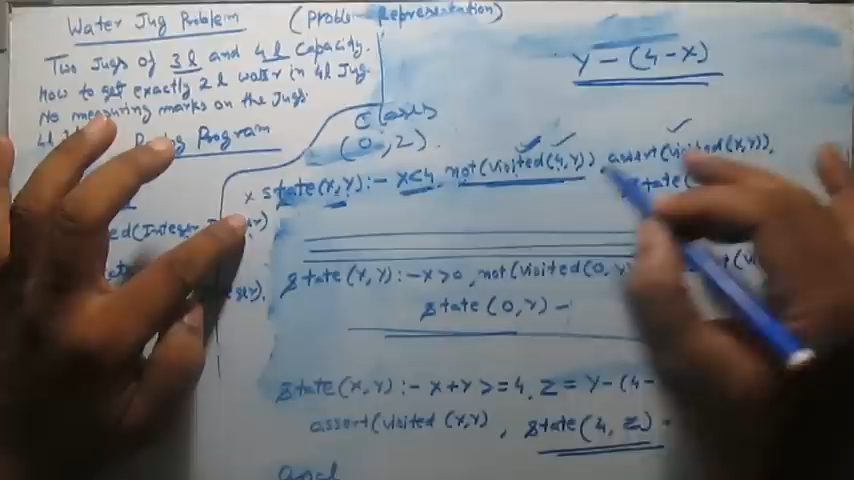 Water Jug Problem
(Problem Representation)
Two Jugs of 3l and 4l Capacity.
How to get exactly 2l water in 4l Jug.
No measuring marks on the Jugs.
Program
Y - (4-X)
Clauses
(0,2).
state(X,Y):- X<4, not(visited(4,Y)), assert(visited(X,Y)),
state(X,Y):-X>0, not(visited(0,Y
state(0,Y) -
state(X,Y):- X+Y>=4, Z=Y-(4-
assert(visited(X,Y), state(4,Z)
Goal